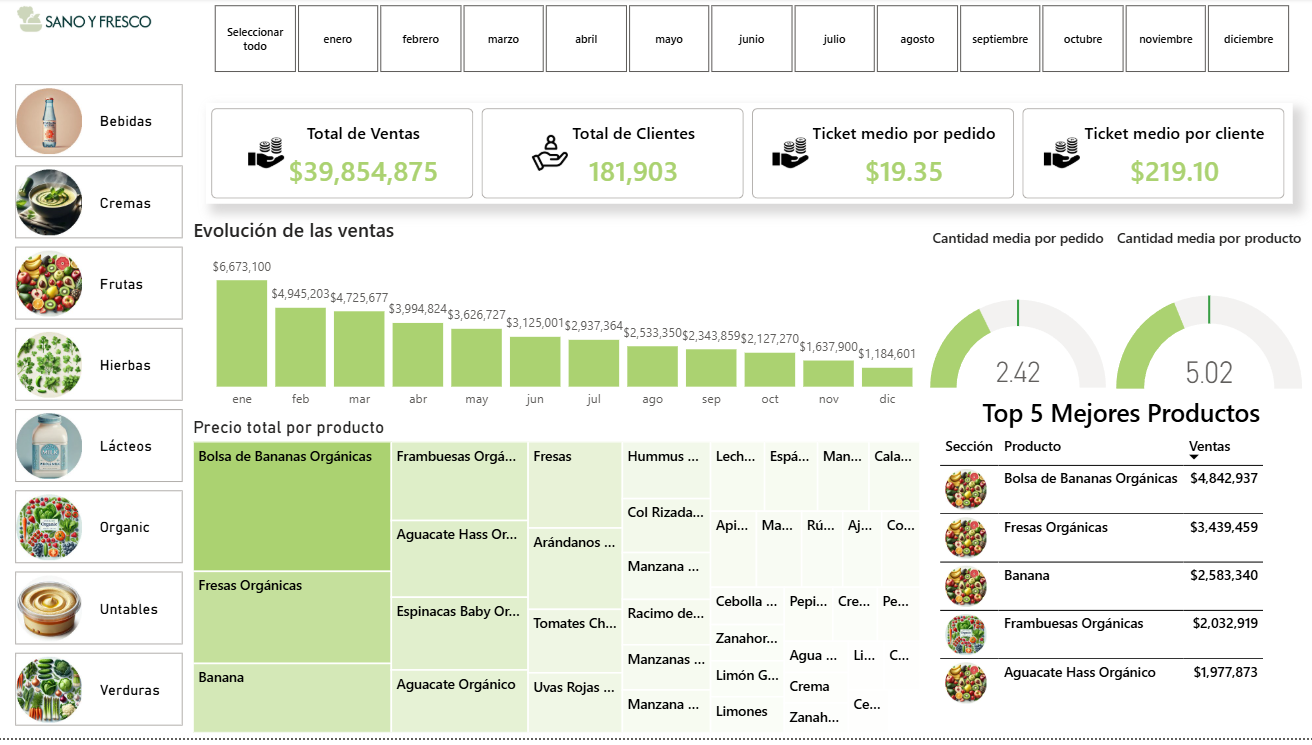 SANO Y FRESCO
Seleccionar
todo
enero
febrero
marzo
abril
mayo
junio
julio
agosto
septiembre
octubre
noviembre
diciembre
Bebidas
Cremas
Frutas
Hierbas
Lácteos
Organic
Untables
Verduras
Total de Ventas
$39,854,875
Total de Clientes
181,903
Ticket medio por pedido
$19.35
Ticket medio por cliente
$219.10
Evolución de las ventas
$6,673,100
$4,945,203
$4,725,677
$3,994,824
$3,626,727
$3,125,001
$2,937,364
$2,533,350
$2,343,859
$2,127,270
$1,637,900
$1,184,601
ene
feb
mar
abr
may
jun
jul
ago
sep
oct
nov
dic
Cantidad media por pedido
2.42
Cantidad media por producto
5.02
Precio total por producto
Bolsa de Bananas Orgánicas
Fresas Orgánicas
Banana
Frambuesas Orgá...
Aguacate Hass Or...
Espinacas Baby Or...
Aguacate Orgánico
Fresas
Arándanos ...
Tomates Ch...
Uvas Rojas ...
Hummus ...
Col Rizada...
Manzana ...
Racimo de...
Manzanas ...
Manzana ...
Lech...
Espá...
Man...
Cala...
Api...
Ma...
Rú...
Aj...
Co...
Cebolla ...
Pepi...
Cre...
Pe...
Zanahor...
Limón G...
Limones
Agua ...
Li...
C...
Crema
Zanah...
Ce...
Top 5 Mejores Productos
Sección Producto Ventas
Bolsa de Bananas Orgánicas $4,842,937
Fresas Orgánicas $3,439,459
Banana $2,583,340
Frambuesas Orgánicas $2,032,919
Aguacate Hass Orgánico $1,977,873